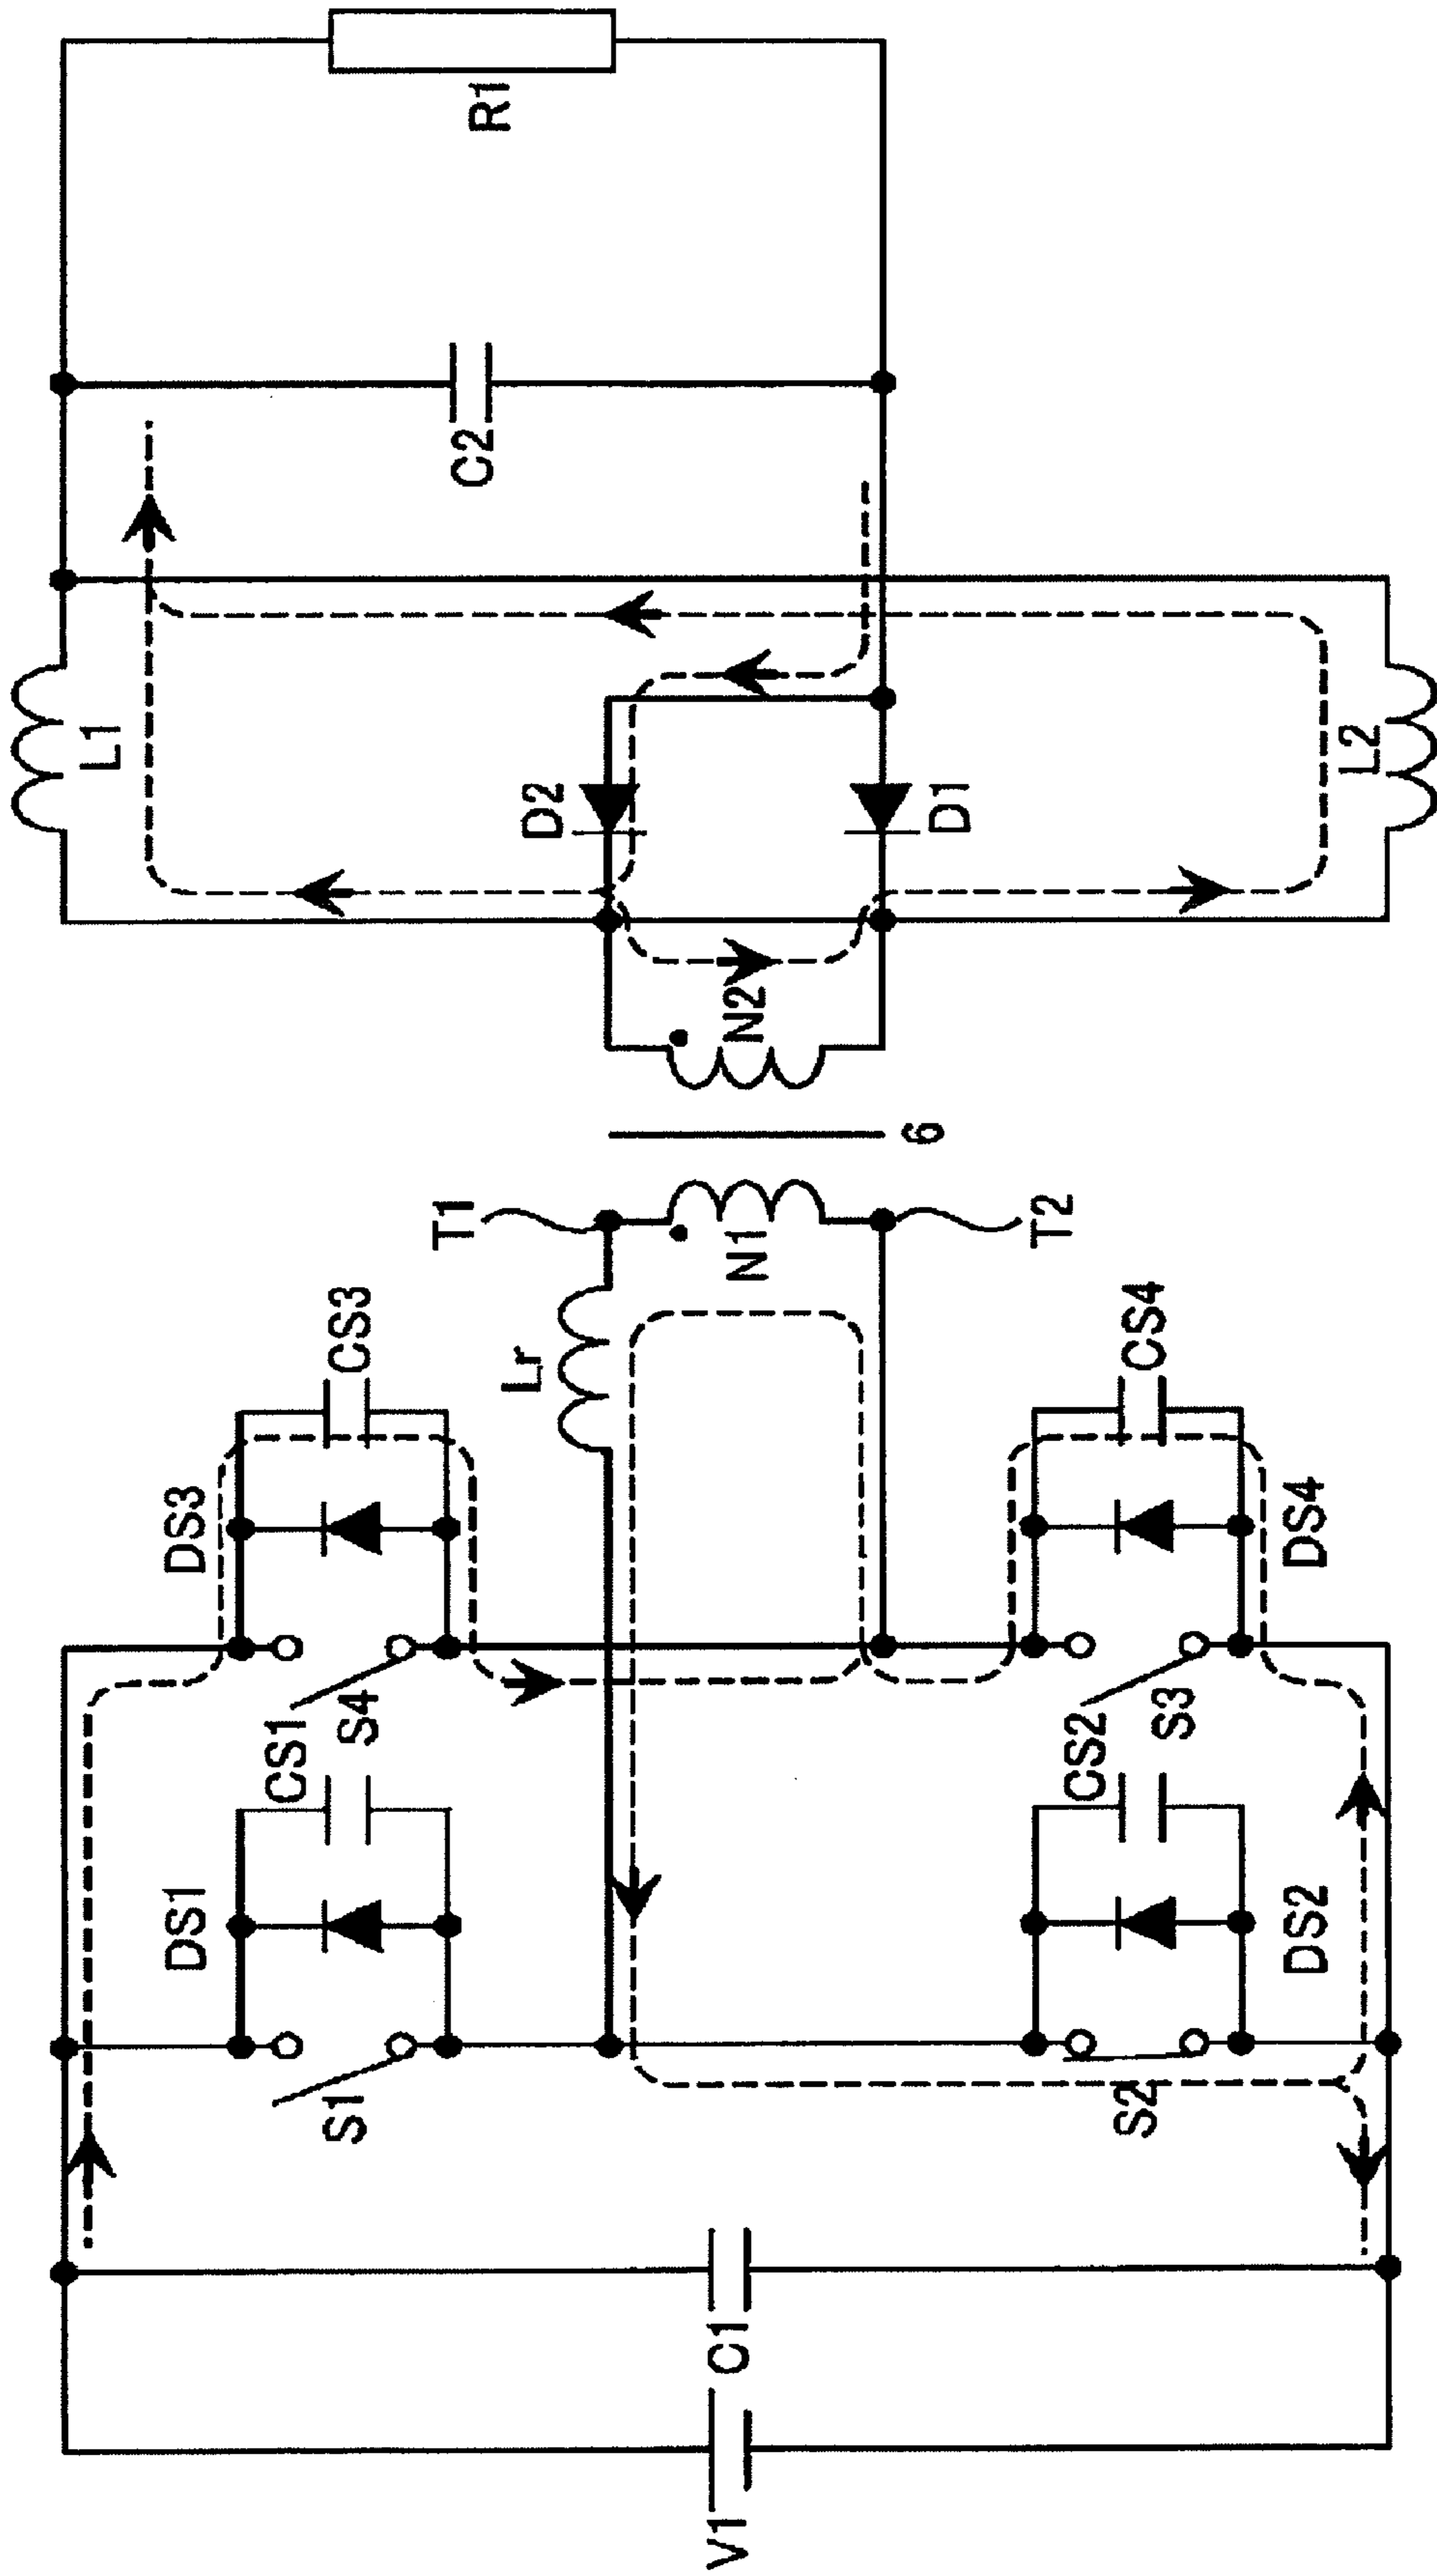 R1
C2
L1
L2
D2
D1
N2
6
T1
N1
T2
Lr
CS3
CS4
DS3
DS4
S4
S3
CS1
CS2
DS1
DS2
S1
S2
C1
V1